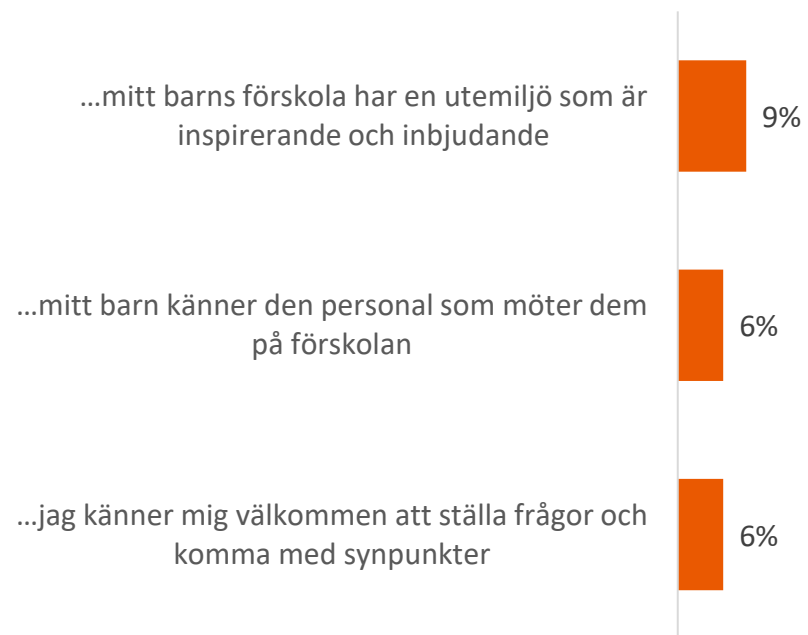 ...mitt barns förskola har en utemiljö som är
inspirerande och inbjudande
9%
...mitt barn känner den personal som möter dem
på förskolan
6%
...jag känner mig välkommen att ställa frågor och
komma med synpunkter
6%